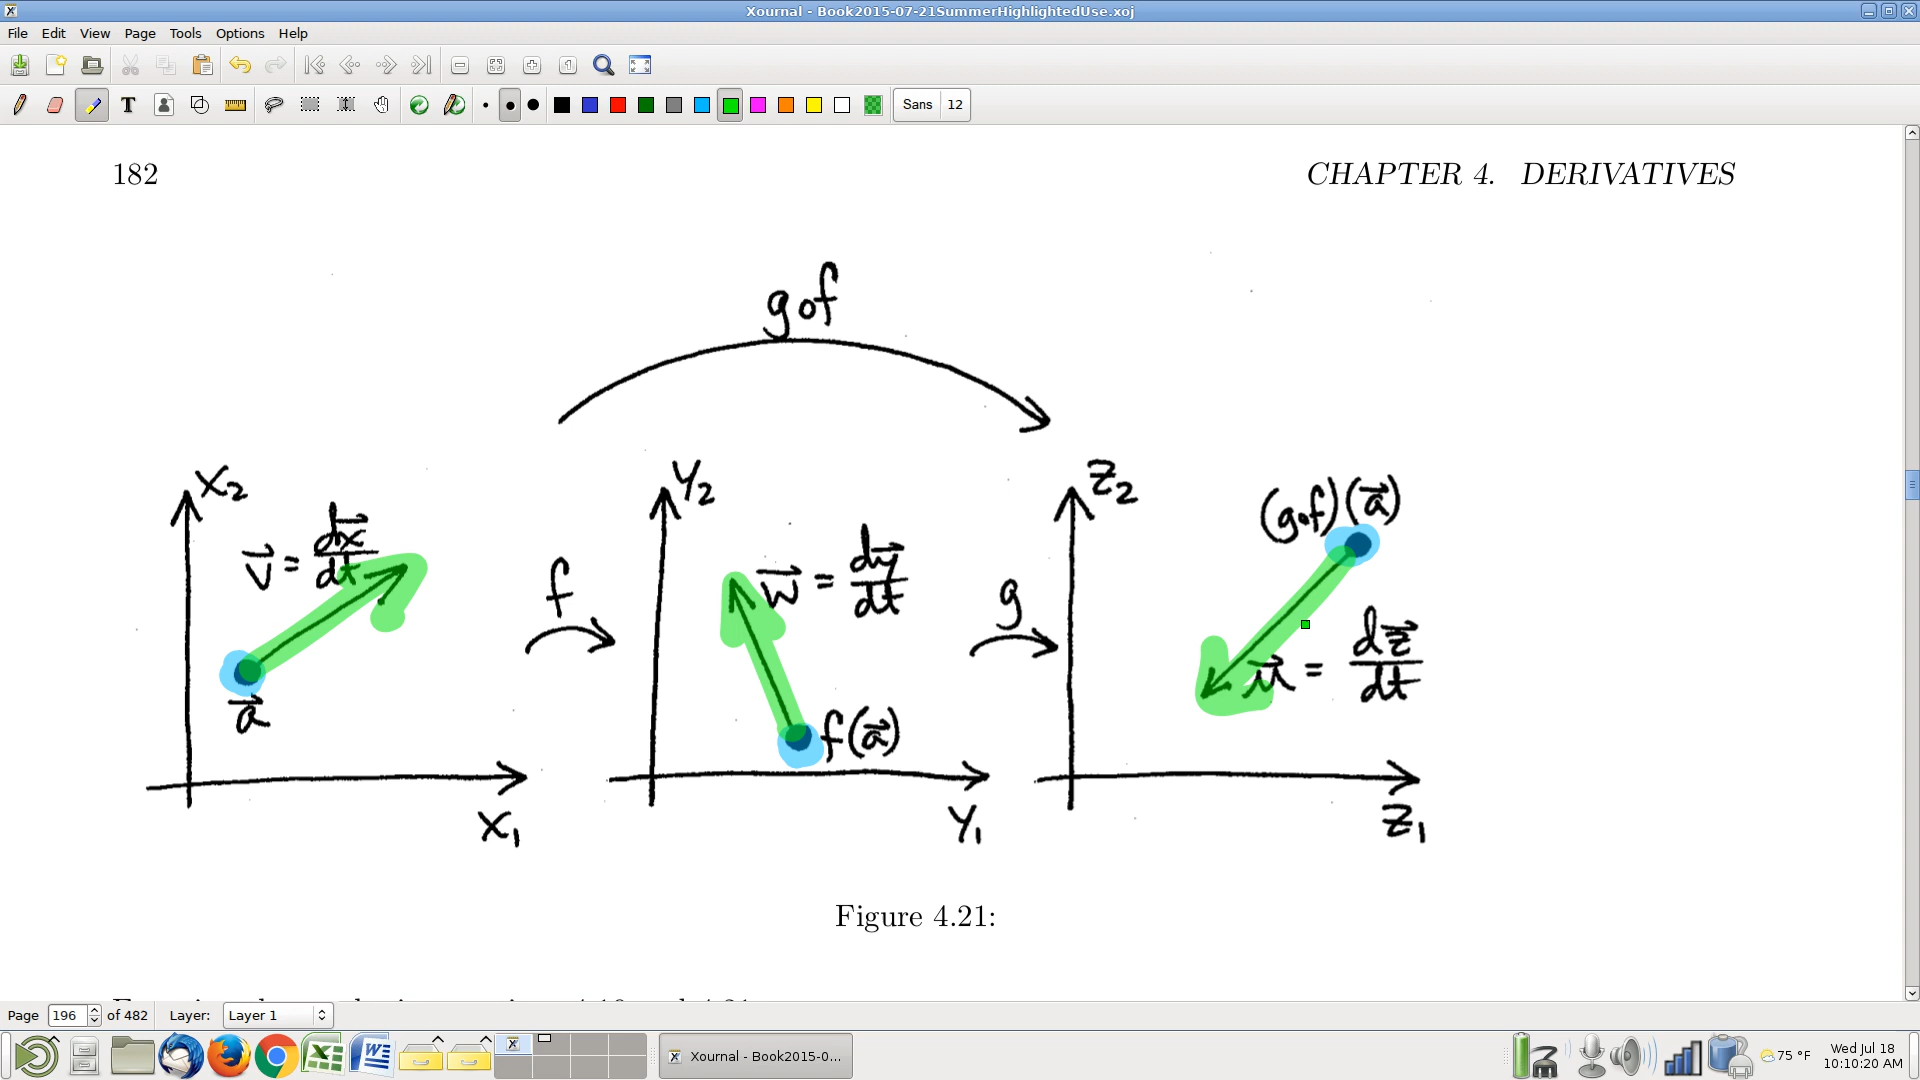 Xournal - Book2015-07-21SummerHighlightedUse.xoj
File Edit View Page Tools Options Help
Sans 12
182 CHAPTER 4. DERIVATIVES
g∘f
x₂
v⃗ = dx⃗/dt
a⃗
x₁
f
y₂
w⃗ = dy⃗/dt
f(a⃗)
y₁
g
z₂
(g∘f)(a⃗)
u⃗ = dz⃗/dt
z₁
Figure 4.21:
Page 196 of 482 Layer: Layer 1
Xournal - Book2015-0...
75 °F
Wed Jul 18
10:10:20 AM